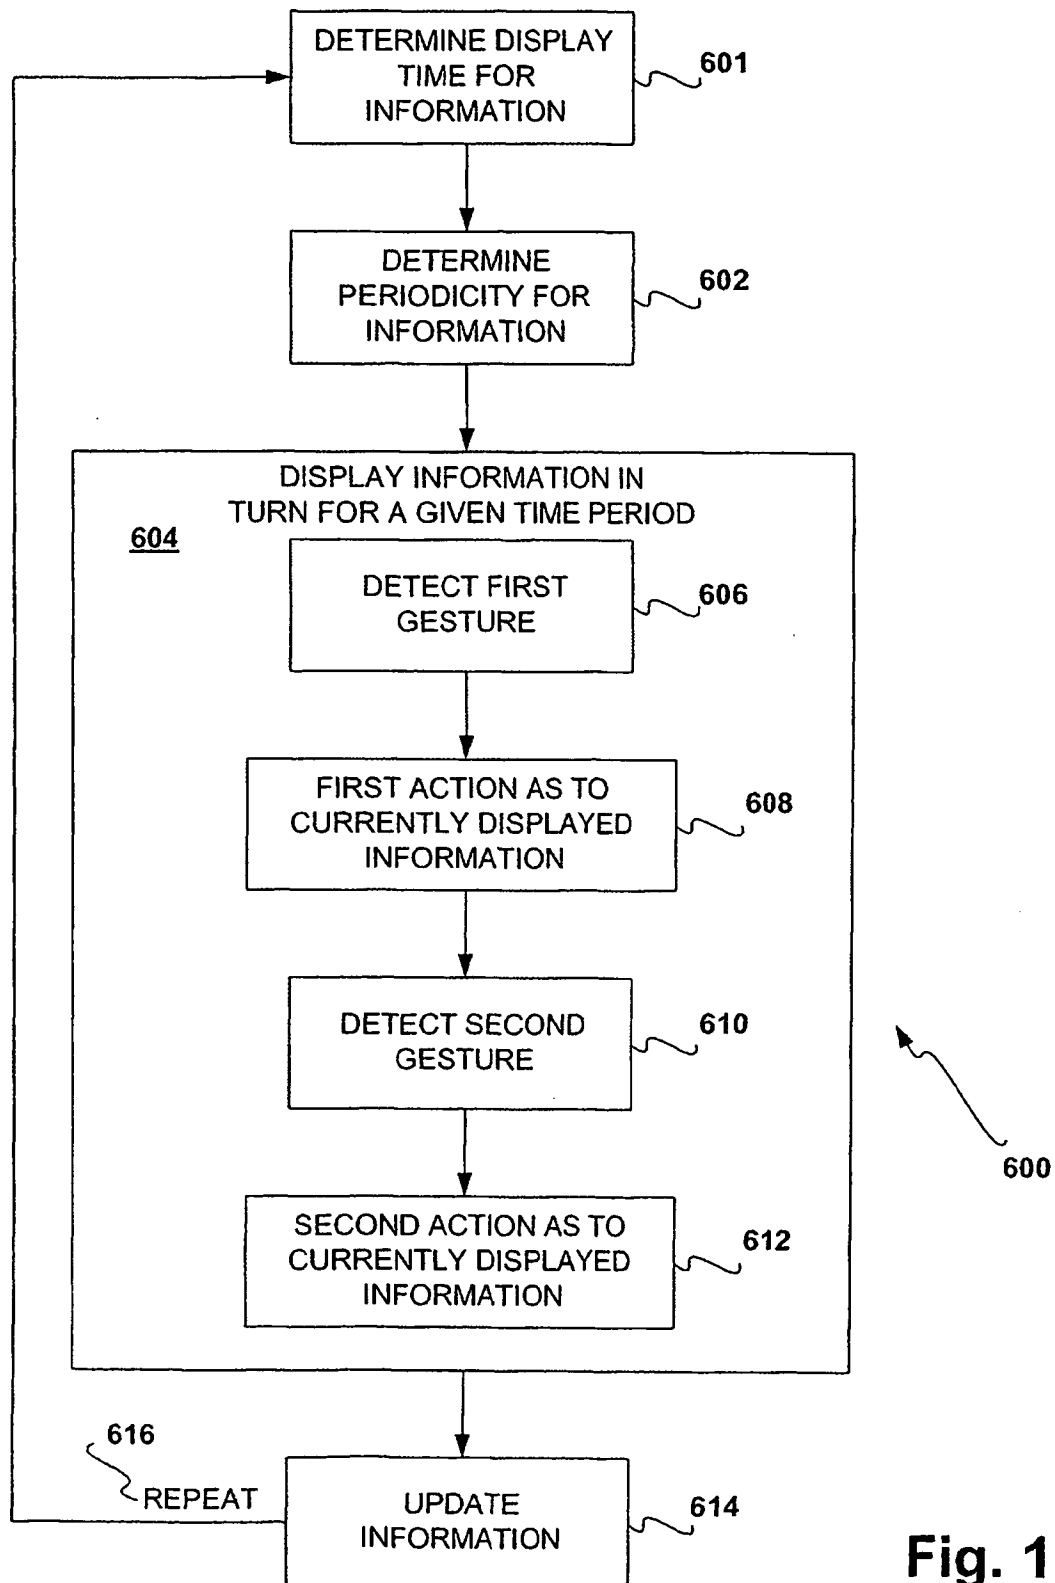 DETERMINE DISPLAY
TIME FOR
INFORMATION
601
DETERMINE
PERIODICITY FOR
INFORMATION
602
DISPLAY INFORMATION IN
TURN FOR A GIVEN TIME PERIOD
604
DETECT FIRST
GESTURE
606
FIRST ACTION AS TO
CURRENTLY DISPLAYED
INFORMATION
608
DETECT SECOND
GESTURE
610
600
SECOND ACTION AS TO
CURRENTLY DISPLAYED
INFORMATION
612
616
REPEAT
UPDATE
INFORMATION
614
Fig. 1